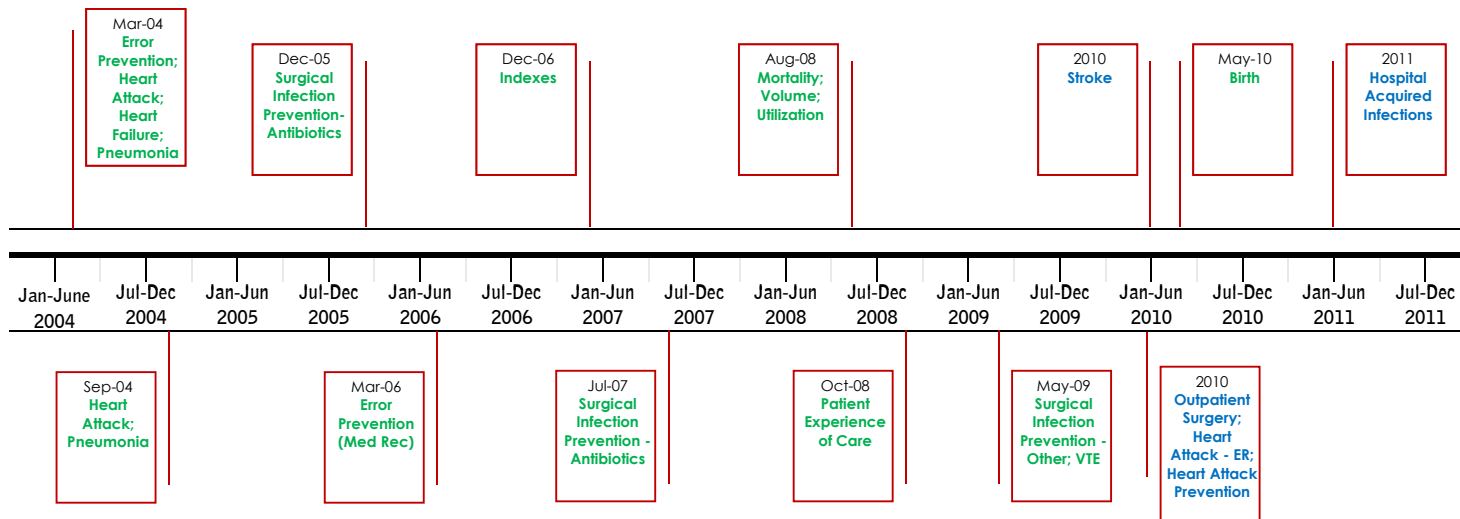 Mar-04
Error
Prevention;
Heart
Attack;
Heart
Failure;
Pneumonia
Dec-05
Surgical
Infection
Prevention-
Antibiotics
Dec-06
Indexes
Aug-08
Mortality;
Volume;
Utilization
2010
Stroke
May-10
Birth
2011
Hospital
Acquired
Infections
Jan-June
2004
Jul-Dec
2004
Jan-Jun
2005
Jul-Dec
2005
Jan-Jun
2006
Jul-Dec
2006
Jan-Jun
2007
Jul-Dec
2007
Jan-Jun
2008
Jul-Dec
2008
Jan-Jun
2009
Jul-Dec
2009
Jan-Jun
2010
Jul-Dec
2010
Jan-Jun
2011
Jul-Dec
2011
Sep-04
Heart
Attack;
Pneumonia
Mar-06
Error
Prevention
(Med Rec)
Jul-07
Surgical
Infection
Prevention -
Antibiotics
Oct-08
Patient
Experience
of Care
May-09
Surgical
Infection
Prevention -
Other; VTE
2010
Outpatient
Surgery;
Heart
Attack - ER;
Heart Attack
Prevention